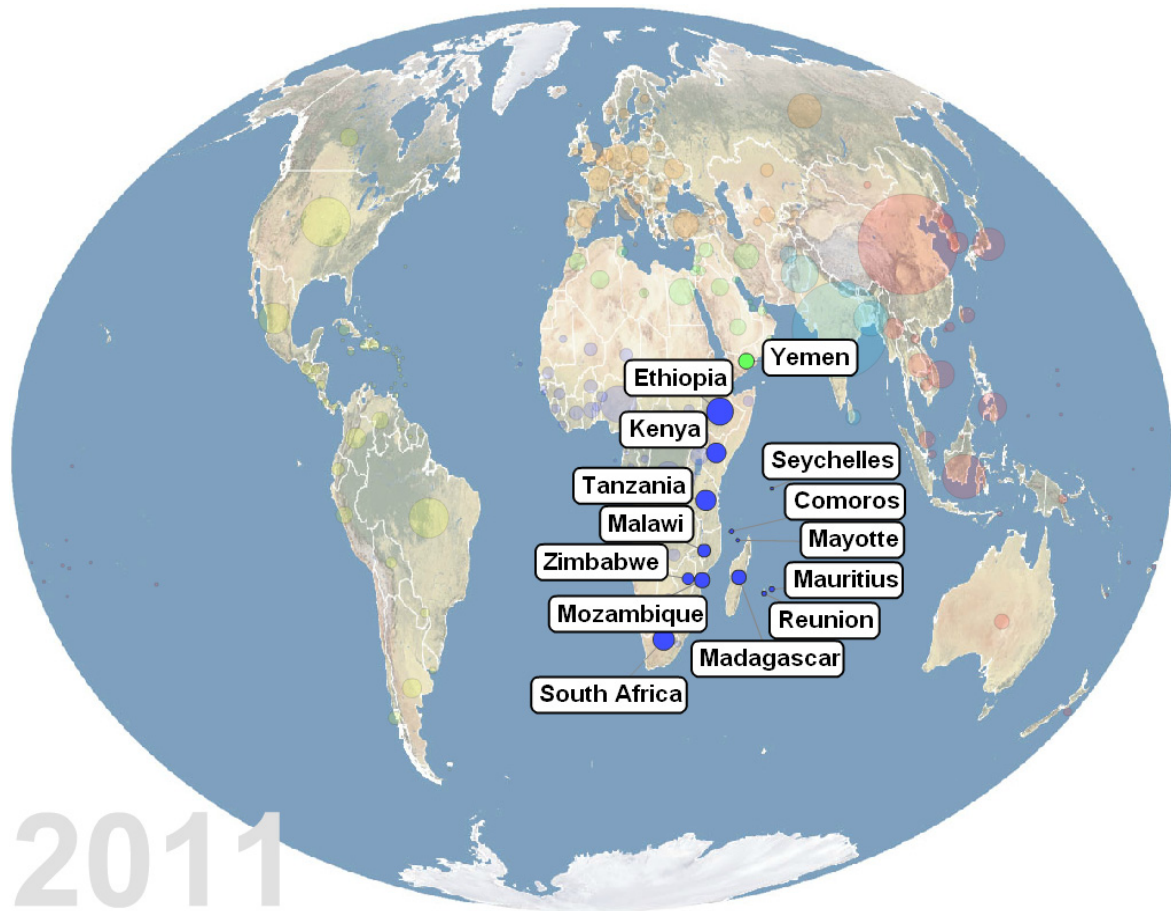 Yemen
Ethiopia
Kenya
Seychelles
Tanzania
Comoros
Malawi
Mayotte
Zimbabwe
Mauritius
Mozambique
Reunion
Madagascar
South Africa
2011